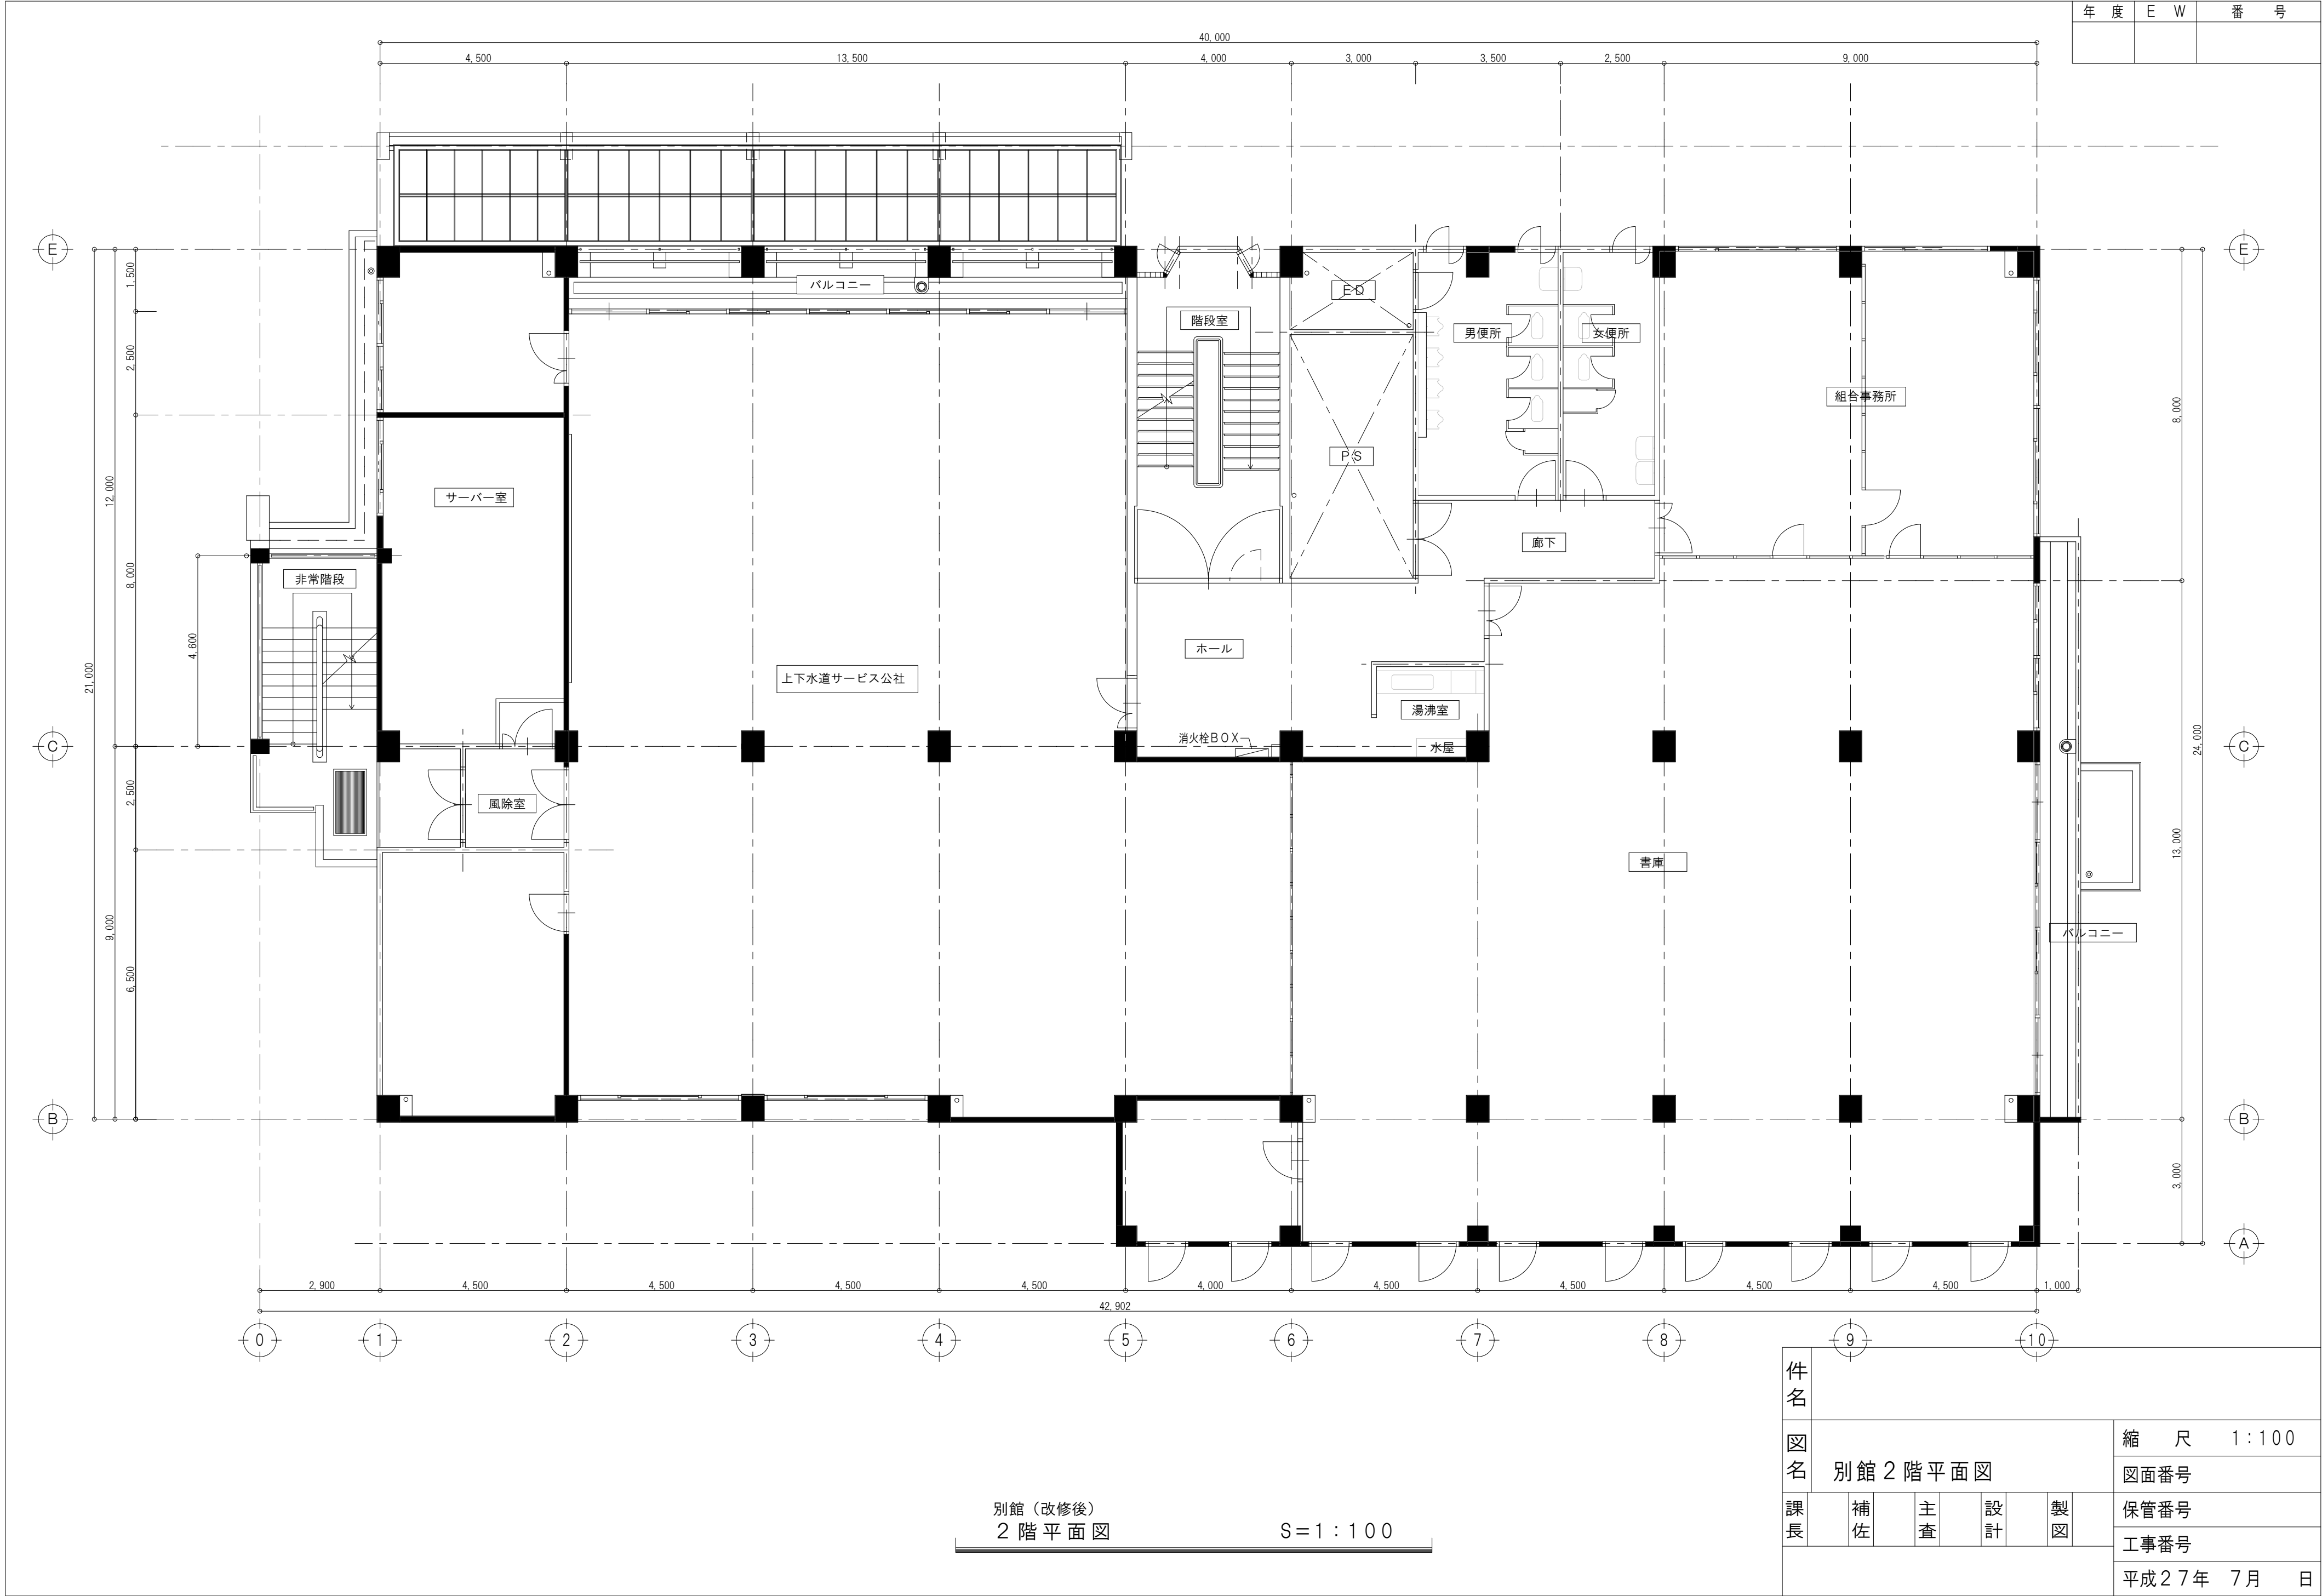 年 度 E W 番 号
40,000
4,500 13,500 4,000 3,000 3,500 2,500 9,000
E E
1,500
バルコニー
EQ
階段室
男便所
女便所
2,500
組合事務所
8,000
PS
12,000
サーバー室
廊下
8,000
非常階段
4,600
ホール
21,000
上下水道サービス公社
湯沸室
消火栓BOX
水屋
C C
24,000
2,500
風除室
13,000
書庫
9,000
バルコニー
6,500
B B
3,000
A
2,900 4,500 4,500 4,500 4,500 4,000 4,500 4,500 4,500 4,500 1,000
42,902
0 1 2 3 4 5 6 7 8 9 10
件名
図名 別館2階平面図
縮 尺 1:100
図面番号
課長 補佐 主査 設計 製図
保管番号
工事番号
平成27年 7月 日
別館(改修後)
2階平面図 S=1:100